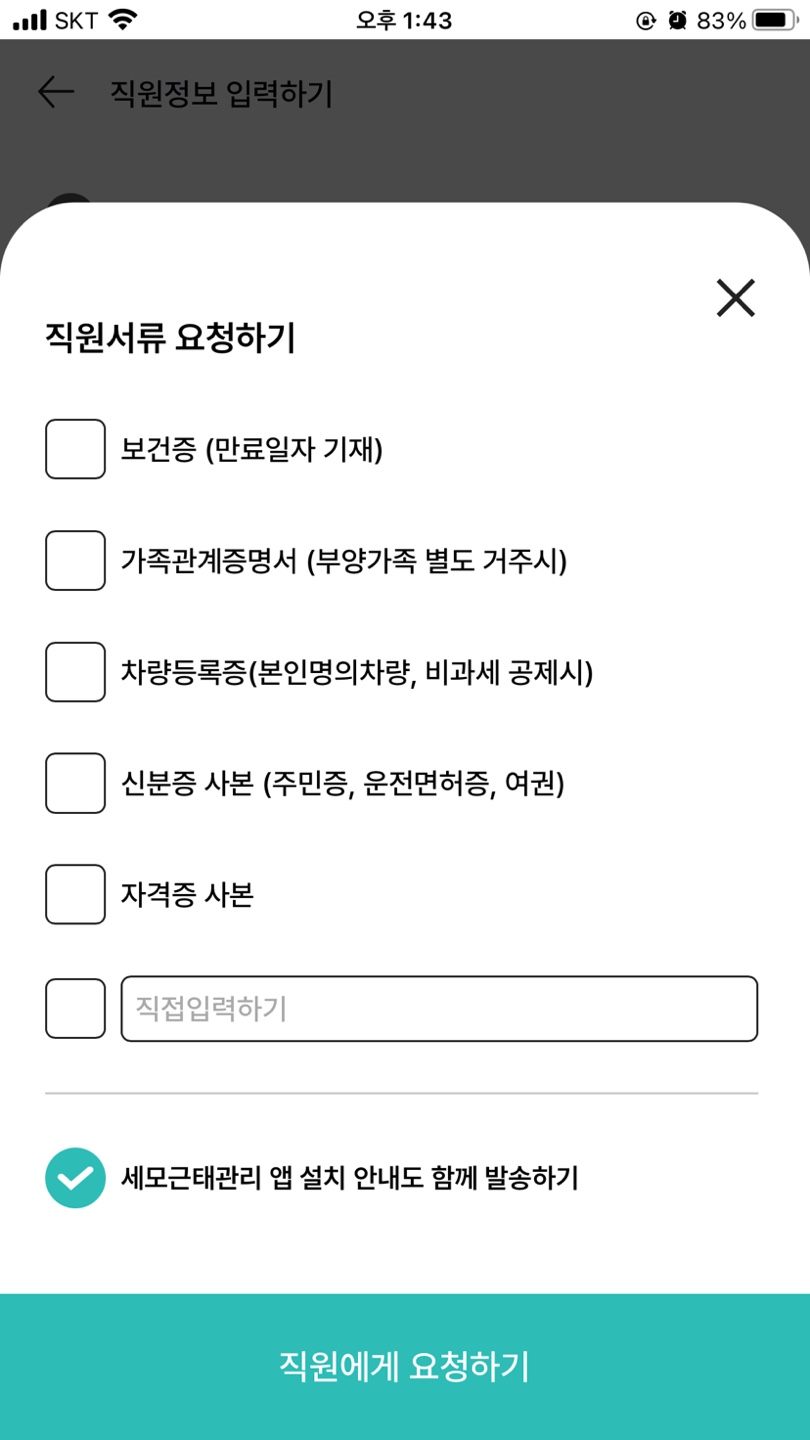 SKT 오후 1:43 83%
직원정보 입력하기
직원서류 요청하기
보건증 (만료일자 기재)
가족관계증명서 (부양가족 별도 거주시)
차량등록증(본인명의차량, 비과세 공제시)
신분증 사본 (주민증, 운전면허증, 여권)
자격증 사본
직접입력하기
세모근태관리 앱 설치 안내도 함께 발송하기
직원에게 요청하기